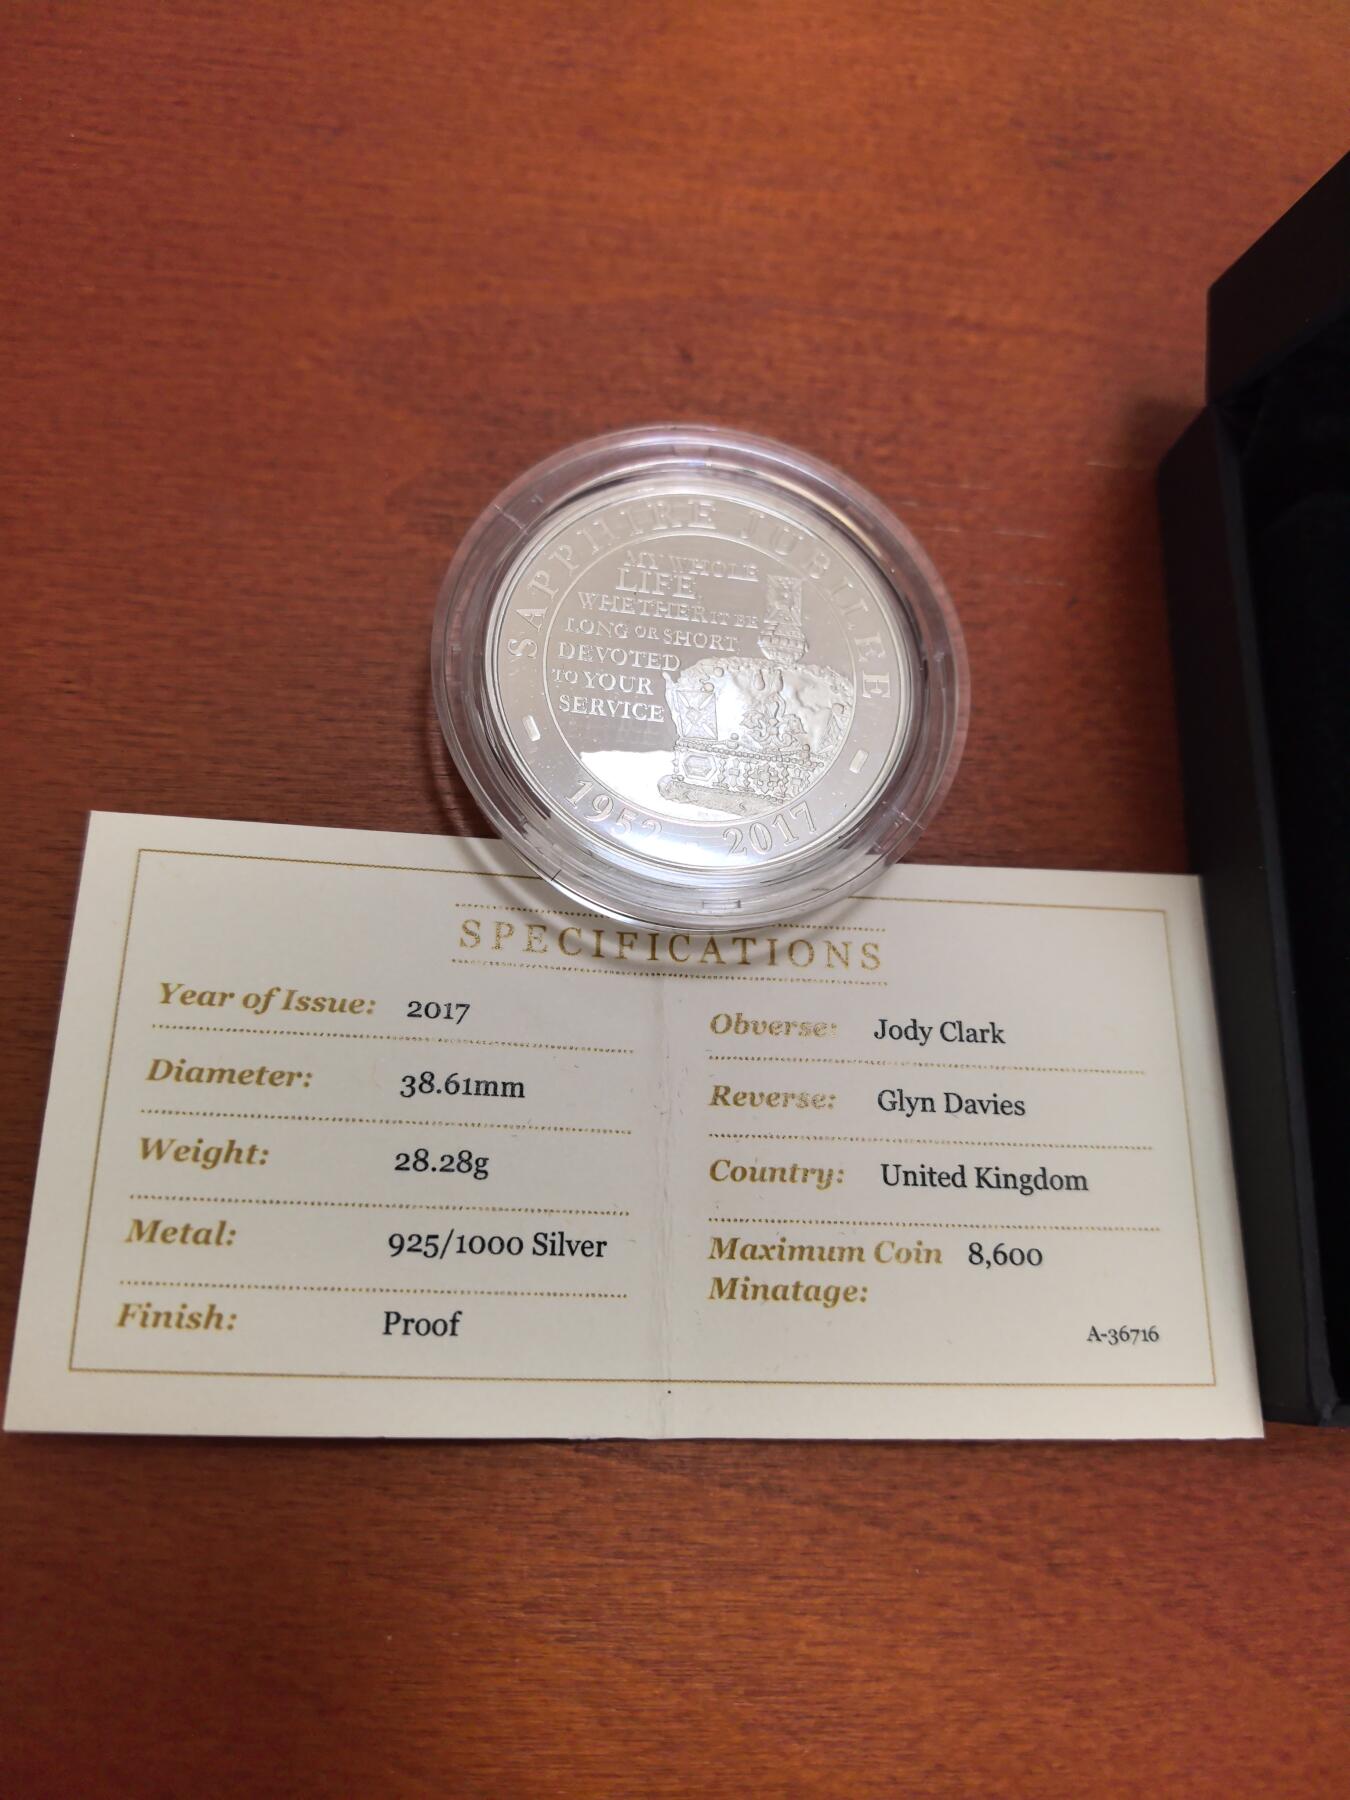 SAPPHIRE JUBILEE
MY WHOLE
LIFE,
WHETHER IT BE
LONG OR SHORT
DEVOTED
TO YOUR
SERVICE
1952 - 2017
SPECIFICATIONS
Year of Issue: 2017
Diameter: 38.61mm
Weight: 28.28g
Metal: 925/1000 Silver
Finish: Proof
Obverse: Jody Clark
Reverse: Glyn Davies
Country: United Kingdom
Maximum Coin 8,600
Minatage:
A-36716